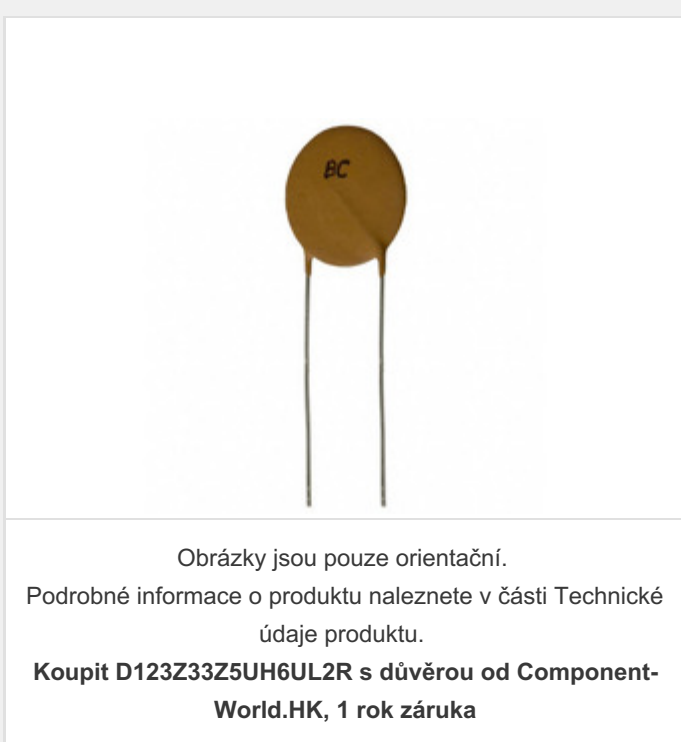 BC
Obrázky jsou pouze orientační.
Podrobné informace o produktu naleznete v části Technické
údaje produktu.
Koupit D123Z33Z5UH6UL2R s důvěrou od Component-
World.HK, 1 rok záruka